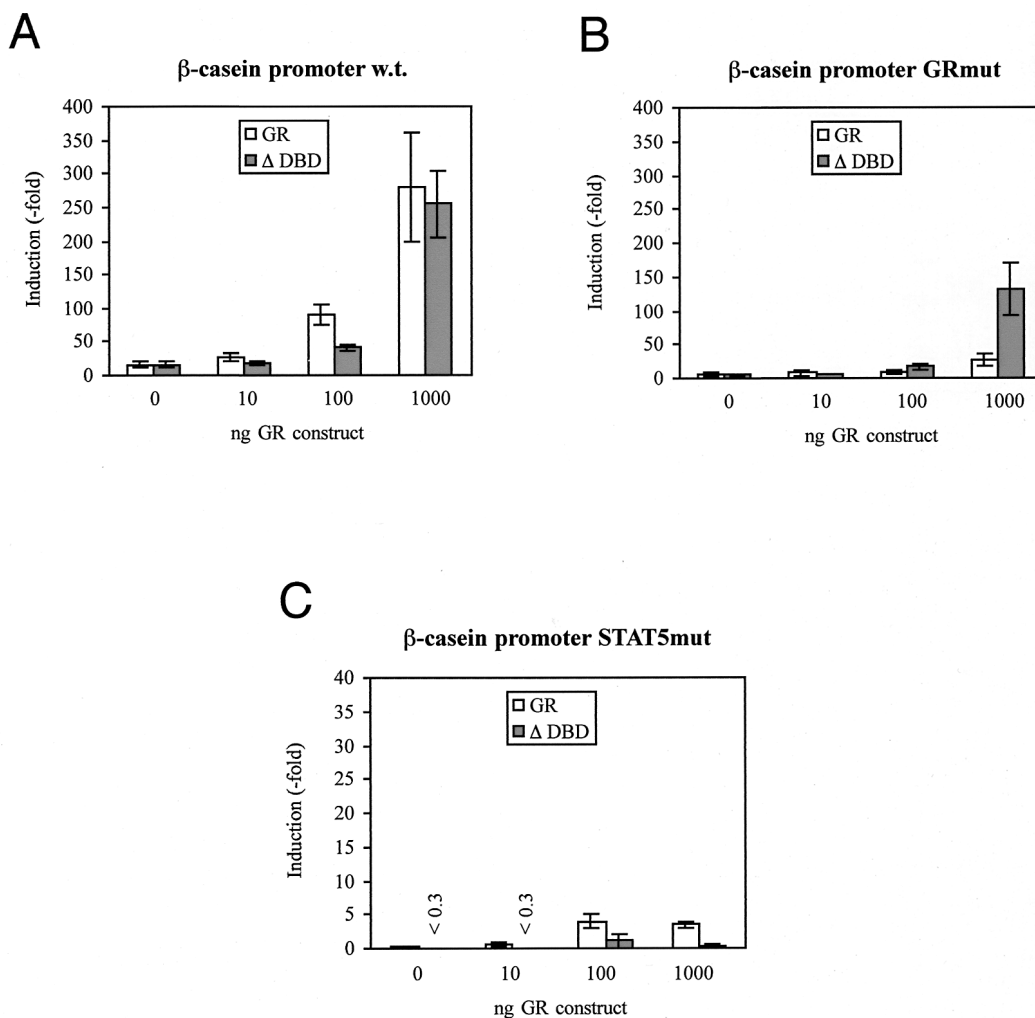 A
β-casein promoter w.t.
400
350
300
250
200
150
100
50
0
Induction (-fold)
GR
Δ DBD
0 10 100 1000
ng GR construct
B
β-casein promoter GRmut
400
350
300
250
200
150
100
50
0
Induction (-fold)
GR
Δ DBD
0 10 100 1000
ng GR construct
C
β-casein promoter STAT5mut
40
35
30
25
20
15
10
5
0
Induction (-fold)
GR
Δ DBD
< 0.3
< 0.3
0 10 100 1000
ng GR construct